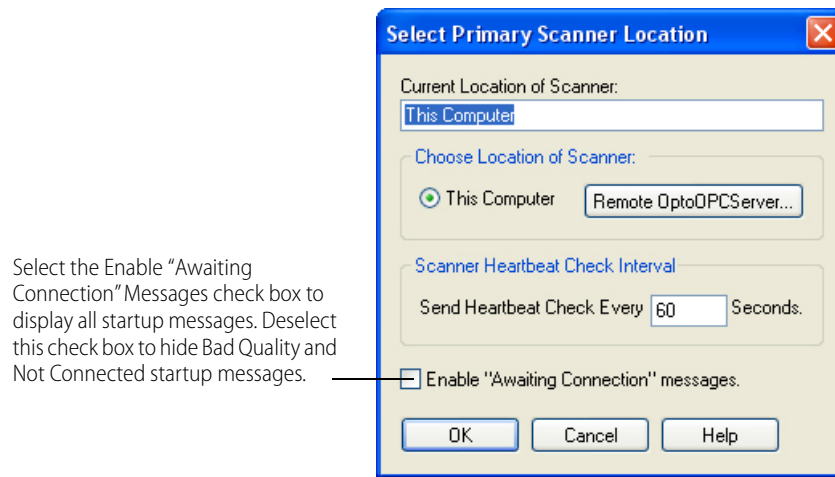 Select Primary Scanner Location
Current Location of Scanner:
This Computer
Choose Location of Scanner:
This Computer
Remote OptoOPCServer...
Scanner Heartbeat Check Interval
Send Heartbeat Check Every 60 Seconds.
Select the Enable “Awaiting
Connection” Messages check box to
display all startup messages. Deselect
this check box to hide Bad Quality and
Not Connected startup messages.
Enable "Awaiting Connection" messages.
OK
Cancel
Help